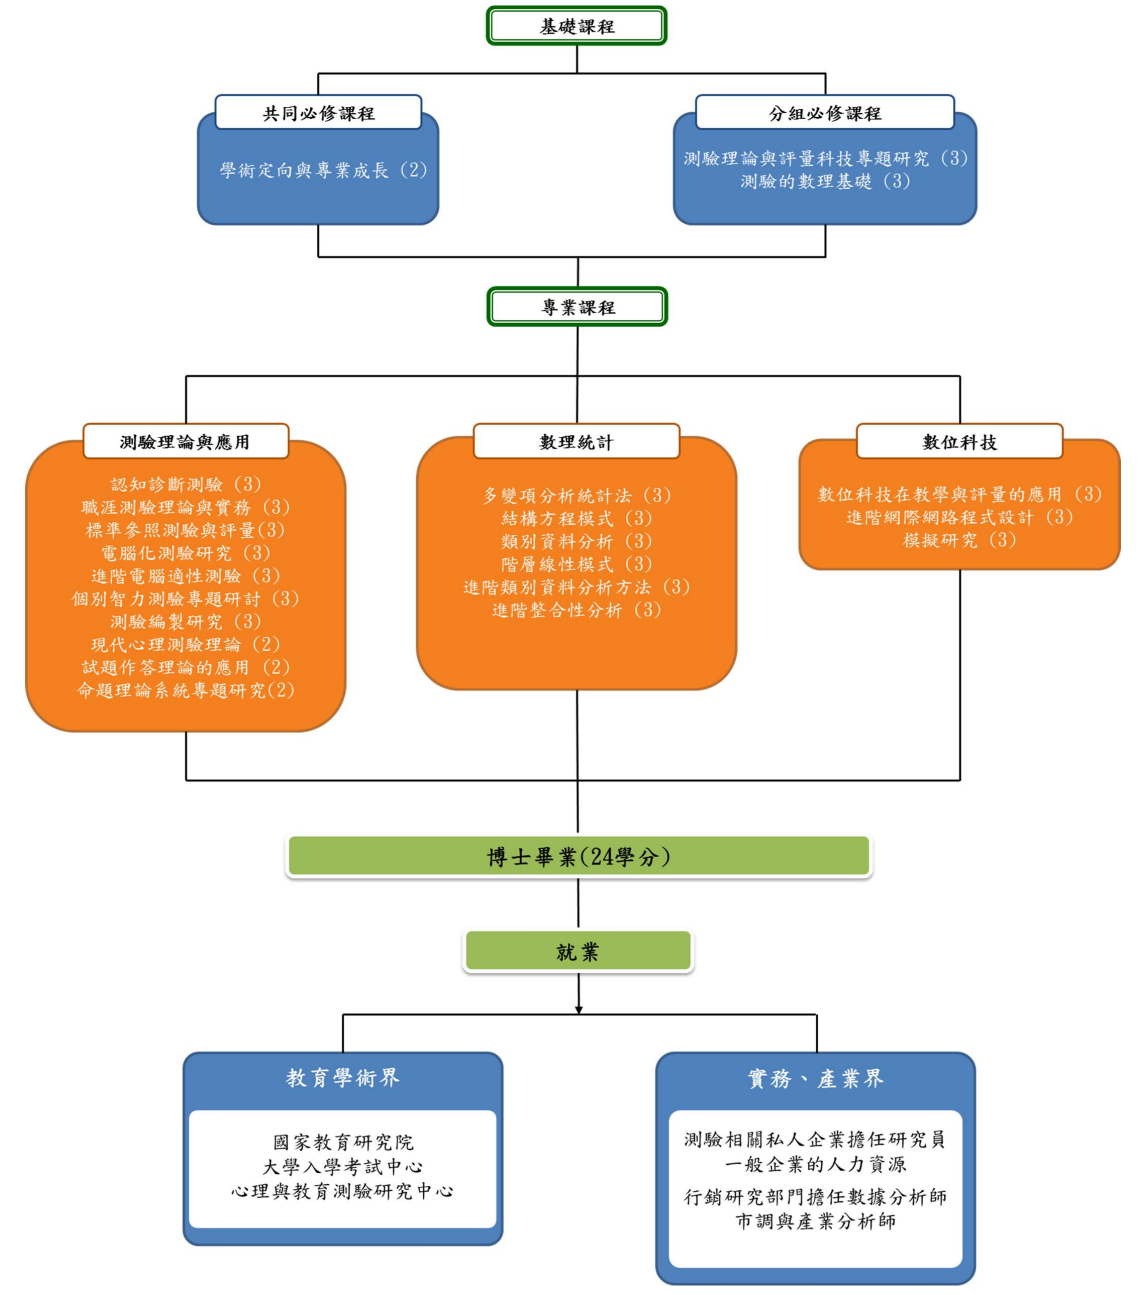 基礎課程
共同必修課程
學術定向與專業成長 (2)
分組必修課程
測驗理論與評量科技專題研究 (3)
測驗的數理基礎 (3)
專業課程
測驗理論與應用
認知診斷測驗 (3)
職涯測驗理論與實務 (3)
標準參照測驗與評量(3)
電腦化測驗研究 (3)
進階電腦適性測驗 (3)
個別智力測驗專題研討 (3)
測驗編製研究 (3)
現代心理測驗理論 (2)
試題作答理論的應用 (2)
命題理論系統專題研究(2)
數理統計
多變項分析統計法 (3)
結構方程模式 (3)
類別資料分析 (3)
階層線性模式 (3)
進階類別資料分析方法 (3)
進階整合性分析 (3)
數位科技
數位科技在教學與評量的應用 (3)
進階網際網路程式設計 (3)
模擬研究 (3)
博士畢業(24學分)
就業
教育學術界
國家教育研究院
大學入學考試中心
心理與教育測驗研究中心
實務、產業界
測驗相關私人企業擔任研究員
一般企業的人力資源
行銷研究部門擔任數據分析師
市調與產業分析師